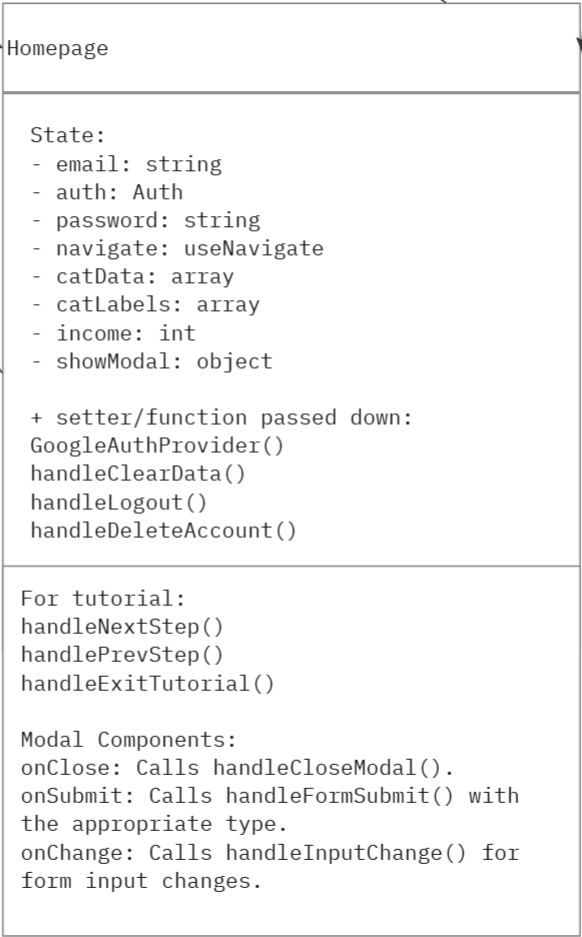 Homepage
State:
- email: string
- auth: Auth
- password: string
- navigate: useNavigate
- catData: array
- catLabels: array
- income: int
- showModal: object
+ setter/function passed down:
GoogleAuthProvider()
handleClearData()
handleLogout()
handleDeleteAccount()
For tutorial:
handleNextStep()
handlePrevStep()
handleExitTutorial()
Modal Components:
onClose: Calls handleCloseModal().
onSubmit: Calls handleFormSubmit() with
the appropriate type.
onChange: Calls handleInputChange() for
form input changes.